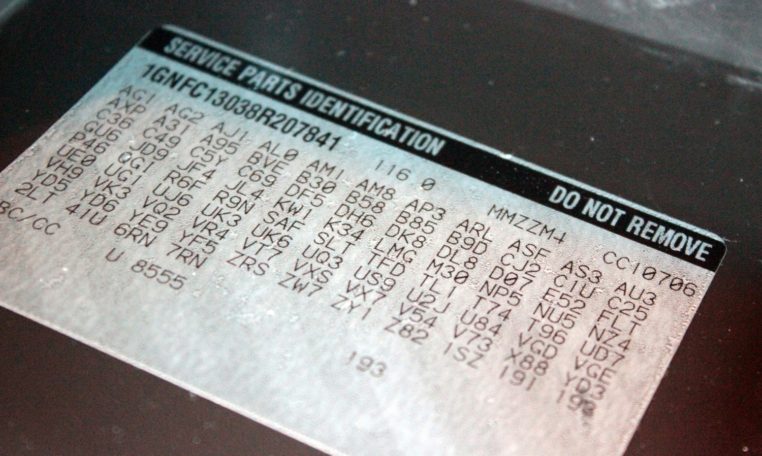 SERVICE PARTS IDENTIFICATION DO NOT REMOVE
1GNFC13038R207841 116 0 MMZZM4 CC10706
AG1 AG2 AJ1 AL0 AM1 AM8 AP3 ARL ASF AS3 AU3
AXP A31 A95 BVE B30 B58 B85 B9D CJ2 C1U C25
C36 C49 C5Y C69 DF5 DH6 DK8 DL8 D07 E52 FLT
GU6 JD9 JF4 JL4 KW1 K34 LMG M30 NP5 NU5 NZ4
P46 QG1 R6F R9N SAF SLT TFD TL1 T74 T96 UD7
UE0 UG1 UJ6 UK3 UK6 UQ3 US9 U2J U84 VGD VGE
VH9 VK3 VQ2 VR4 VT7 VXS VX7 V54 V73 X88 YD3
YD5 YD6 YE9 YF5 ZRS ZW7 ZY1 Z82 1SZ 19I
2LT 41U 6RN 7RN
BC/CC U 8555 193